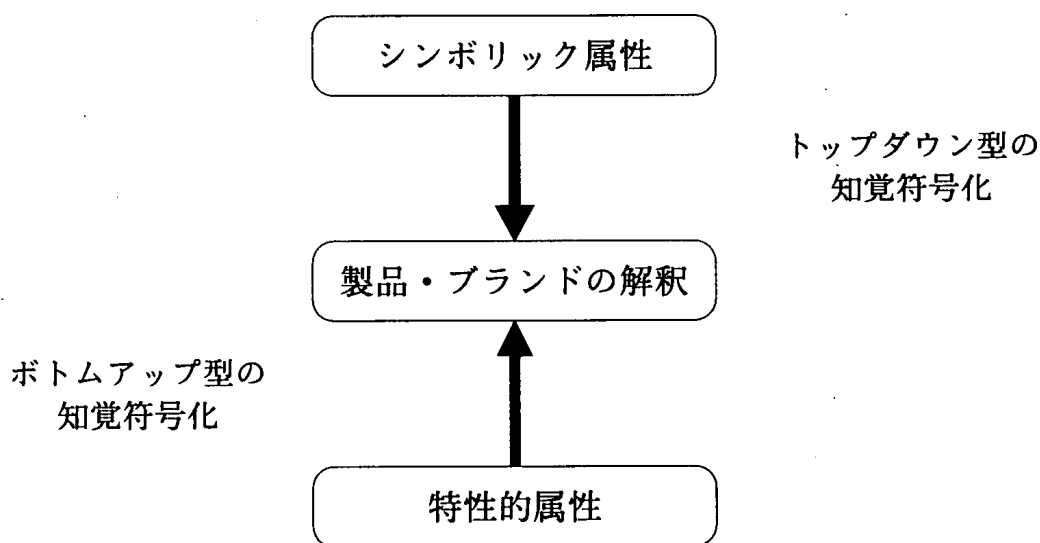 シンボリック属性
トップダウン型の
知覚符号化
製品・ブランドの解釈
ボトムアップ型の
知覚符号化
特性的属性